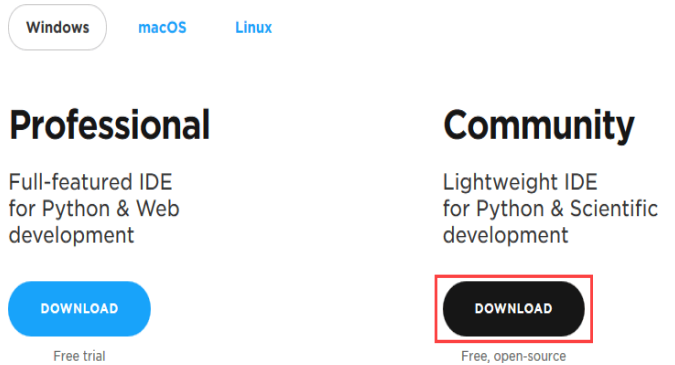 Windows macOS Linux
Professional
Full-featured IDE
for Python & Web
development
DOWNLOAD
Free trial
Community
Lightweight IDE
for Python & Scientific
development
DOWNLOAD
Free, open-source